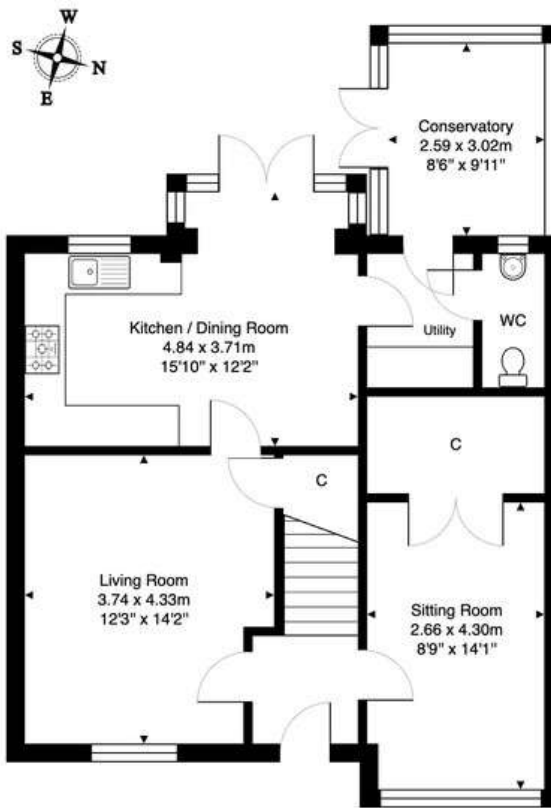 W
S
N
E
Conservatory
2.59 x 3.02m
8'6" x 9'11"
Kitchen / Dining Room
4.84 x 3.71m
15'10" x 12'2"
Utility
WC
C
C
Living Room
3.74 x 4.33m
12'3" x 14'2"
Sitting Room
2.66 x 4.30m
8'9" x 14'1"